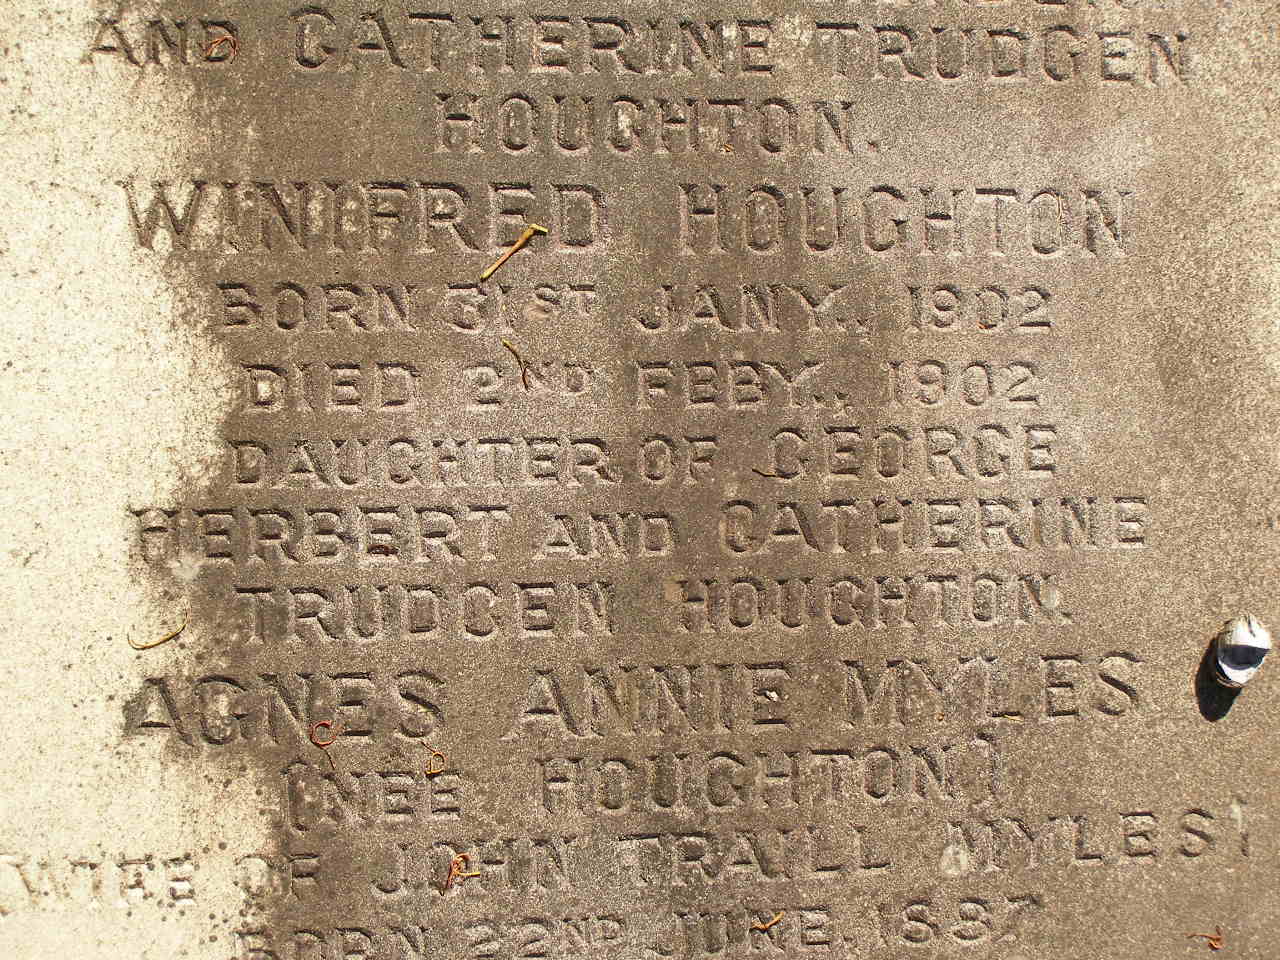 AND CATHERINE TRUDGEN
HOUGHTON.
WINIFRED HOUGHTON
BORN 31ST JANY., 1902
DIED 2ND FEBY., 1902
DAUGHTER OF GEORGE
HERBERT AND CATHERINE
TRUDGEN HOUGHTON.
AGNES ANNIE MYLES
(NEE HOUGHTON)
WIFE OF JOHN TRAILL MYLES,
BORN 22ND JUNE, 1887